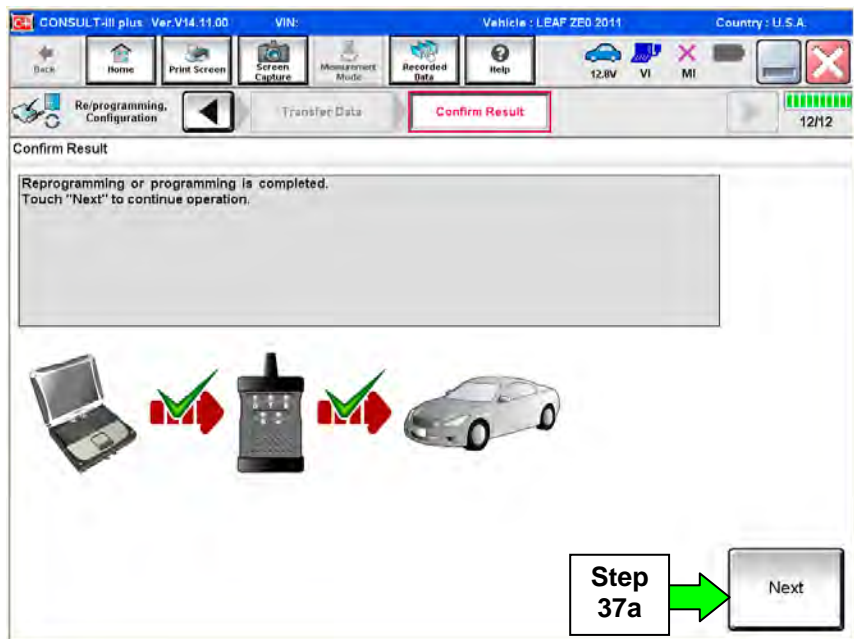 CONSULT-III plus Ver.V14.11.00 VIN: Vehicle : LEAF ZE0 2011 Country : U.S.A.
Back
Home
Print Screen
Screen
Capture
Measurement
Mode
Recorded
Data
Help
12.8V
VI
MI
Re/programming,
Configuration
Transfer Data
Confirm Result
12/12
Confirm Result
Reprogramming or programming is completed.
Touch "Next" to continue operation.
Step
37a
Next